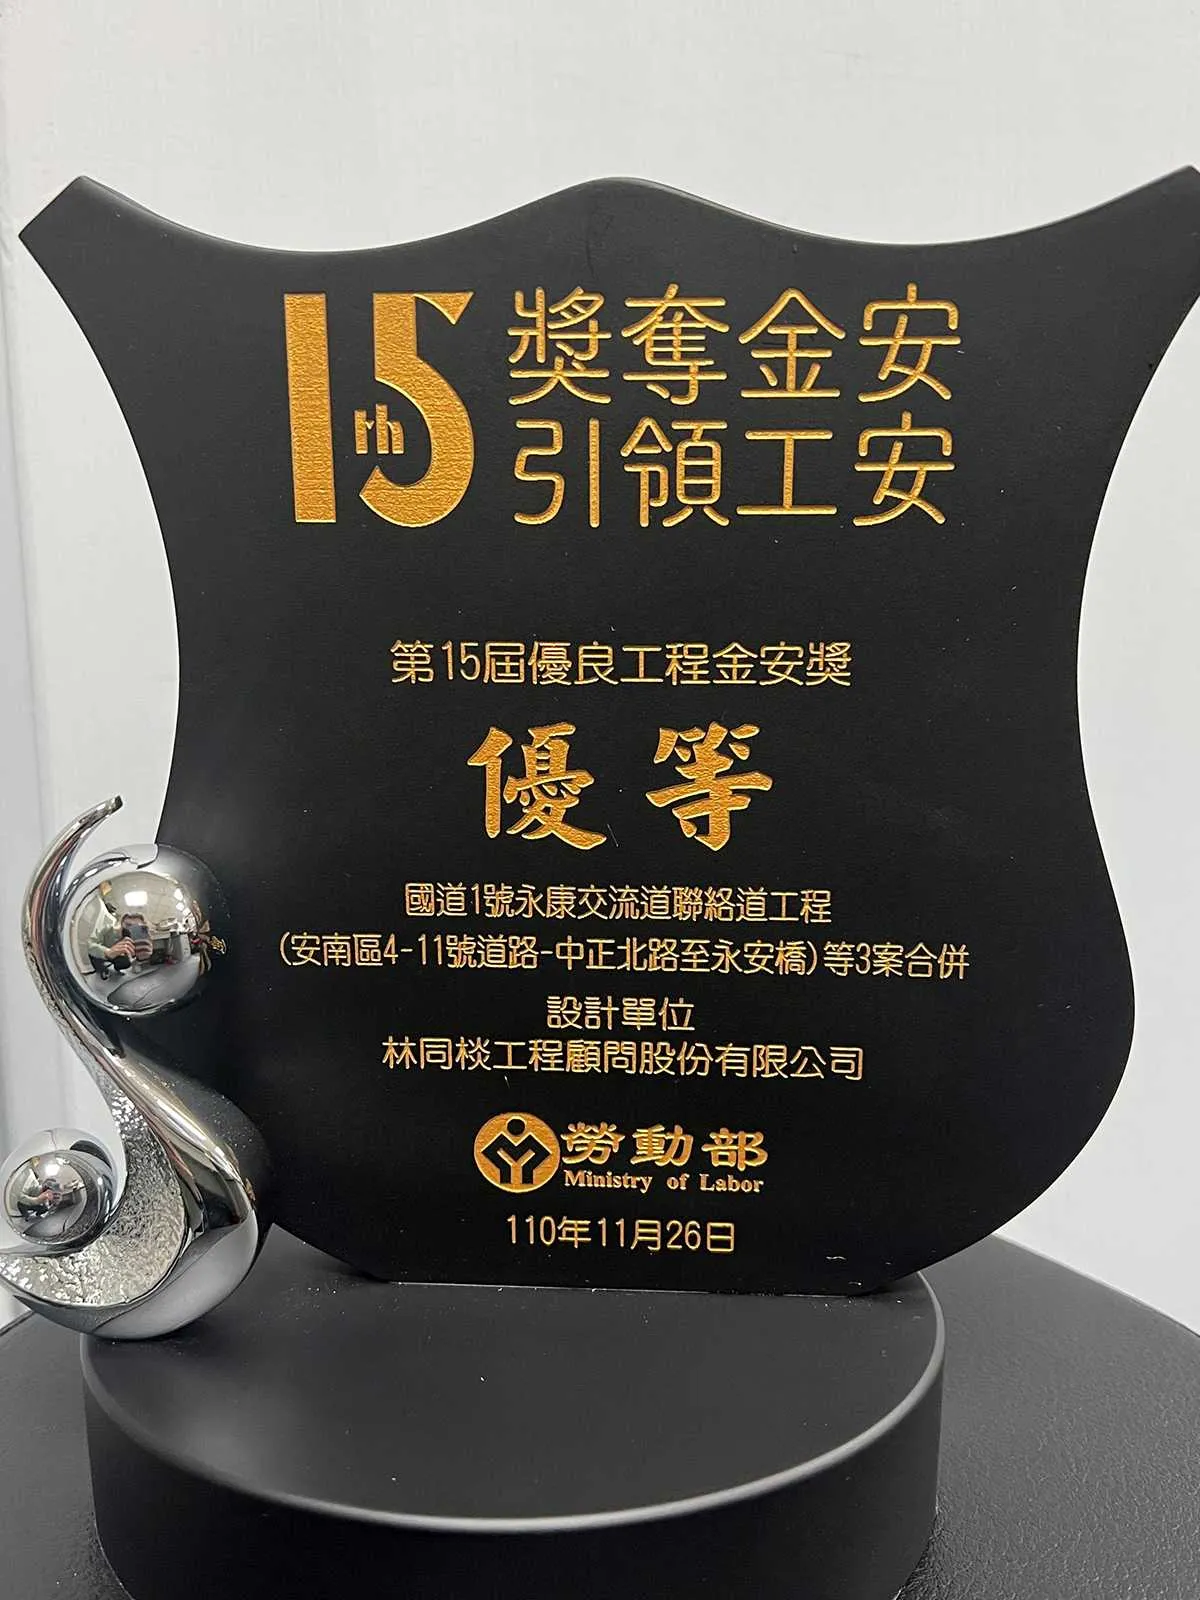 15th
獎奪金安
引領工安
第15屆優良工程金安獎
優等
國道1號永康交流道聯絡道工程
(安南區4-11號道路-中正北路至永安橋)等3案合併
設計單位
林同棪工程顧問股份有限公司
勞動部
Ministry of Labor
110年11月26日